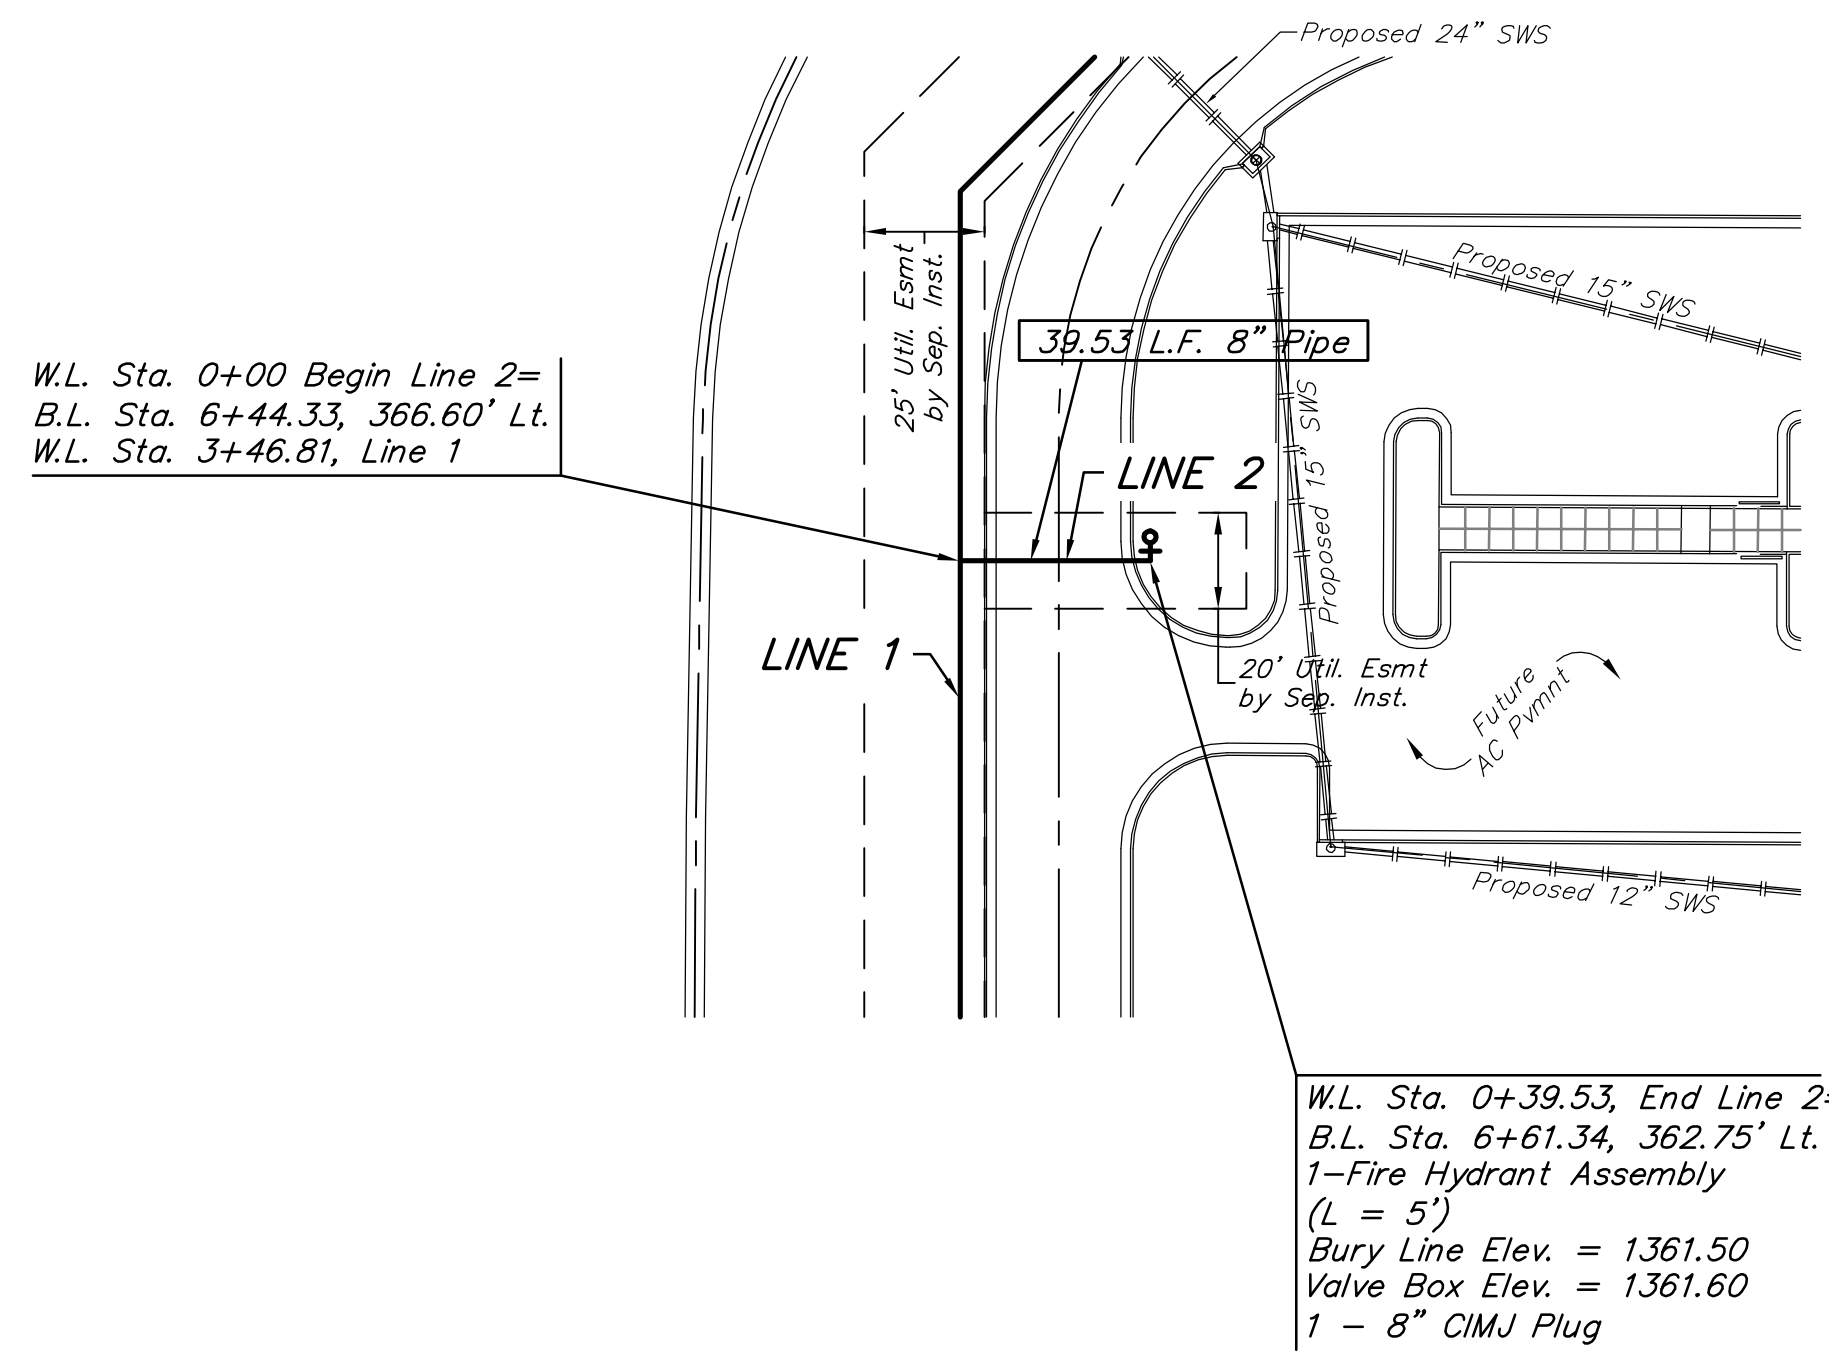 Proposed 24" SWS
25' Util. Esmt
by Sep. Inst.
Proposed 15" SWS
39.53 L.F. 8" Pipe
W.L. Sta. 0+00 Begin Line 2=
B.L. Sta. 6+44.33, 366.60' Lt.
W.L. Sta. 3+46.81, Line 1
Proposed 15" SWS
LINE 2
LINE 1
20' Util. Esmt
by Sep. Inst.
Future
AC Pvmnt
Proposed 12" SWS
W.L. Sta. 0+39.53, End Line 2=
B.L. Sta. 6+61.34, 362.75' Lt.
1-Fire Hydrant Assembly
(L = 5')
Bury Line Elev. = 1361.50
Valve Box Elev. = 1361.60
1 - 8" CIMJ Plug